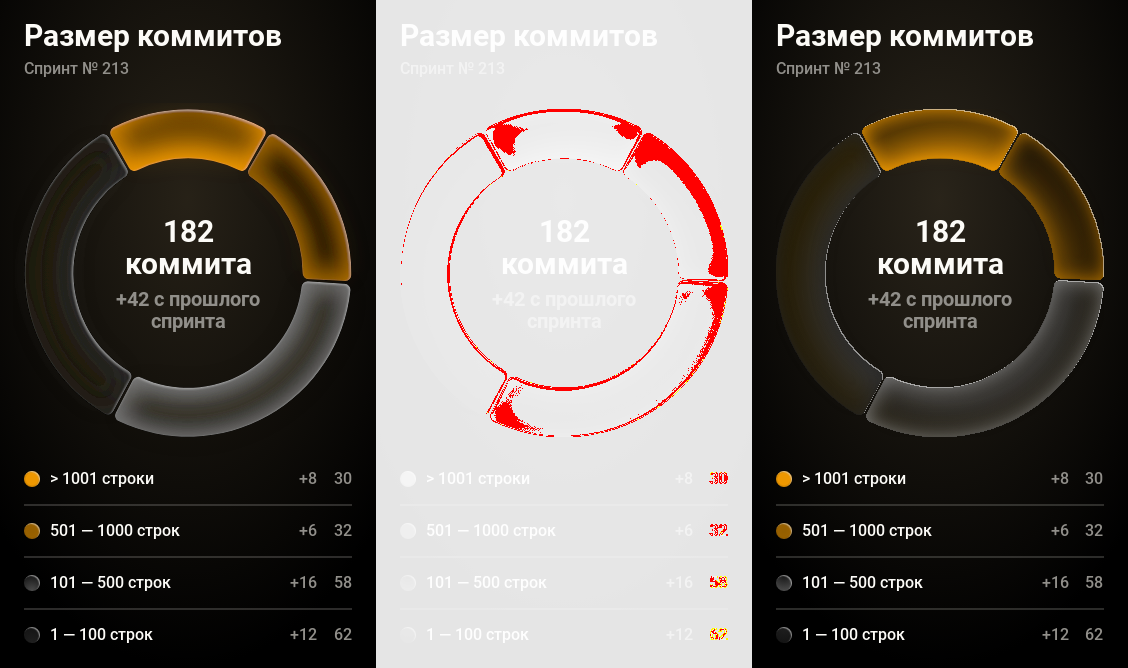 Размер коммитов
Спринт № 213
182
коммита
+42 с прошлого
спринта
> 1001 строки +8 30
501 — 1000 строк +6 32
101 — 500 строк +16 58
1 — 100 строк +12 62
Размер коммитов
Спринт № 213
182
коммита
+42 с прошлого
спринта
> 1001 строки +8 30
501 — 1000 строк +6 32
101 — 500 строк +16 58
1 — 100 строк +12 62
Размер коммитов
Спринт № 213
182
коммита
+42 с прошлого
спринта
> 1001 строки +8 30
501 — 1000 строк +6 32
101 — 500 строк +16 58
1 — 100 строк +12 62